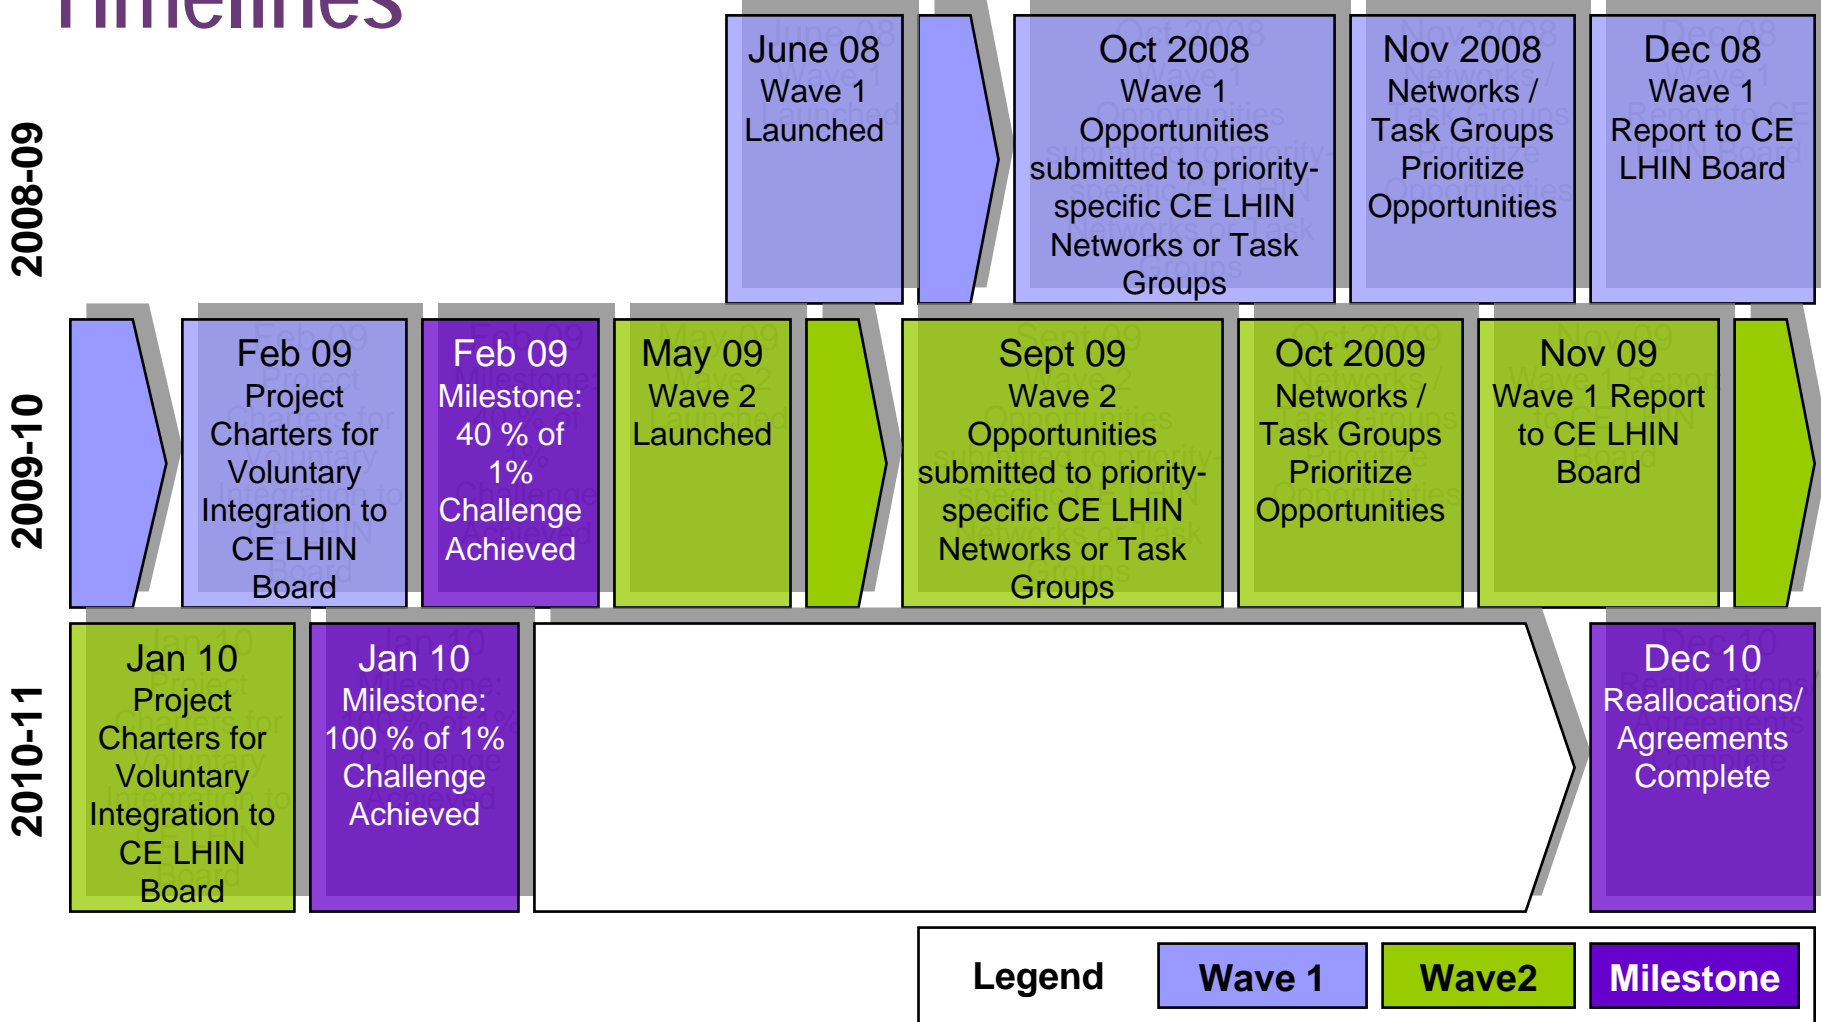 Timelines
2008-09
June 08
Wave 1
Launched
Oct 2008
Wave 1
Opportunities
submitted to priority-
specific CE LHIN
Networks or Task
Groups
Nov 2008
Networks /
Task Groups
Prioritize
Opportunities
Dec 08
Wave 1
Report to CE
LHIN Board
2009-10
Feb 09
Project
Charters for
Voluntary
Integration to
CE LHIN
Board
Feb 09
Milestone:
40 % of
1%
Challenge
Achieved
May 09
Wave 2
Launched
Sept 09
Wave 2
Opportunities
submitted to priority-
specific CE LHIN
Networks or Task
Groups
Oct 2009
Networks /
Task Groups
Prioritize
Opportunities
Nov 09
Wave 1 Report
to CE LHIN
Board
2010-11
Jan 10
Project
Charters for
Voluntary
Integration to
CE LHIN
Board
Jan 10
Milestone:
100 % of 1%
Challenge
Achieved
Dec 10
Reallocations/
Agreements
Complete
Legend
Wave 1
Wave2
Milestone